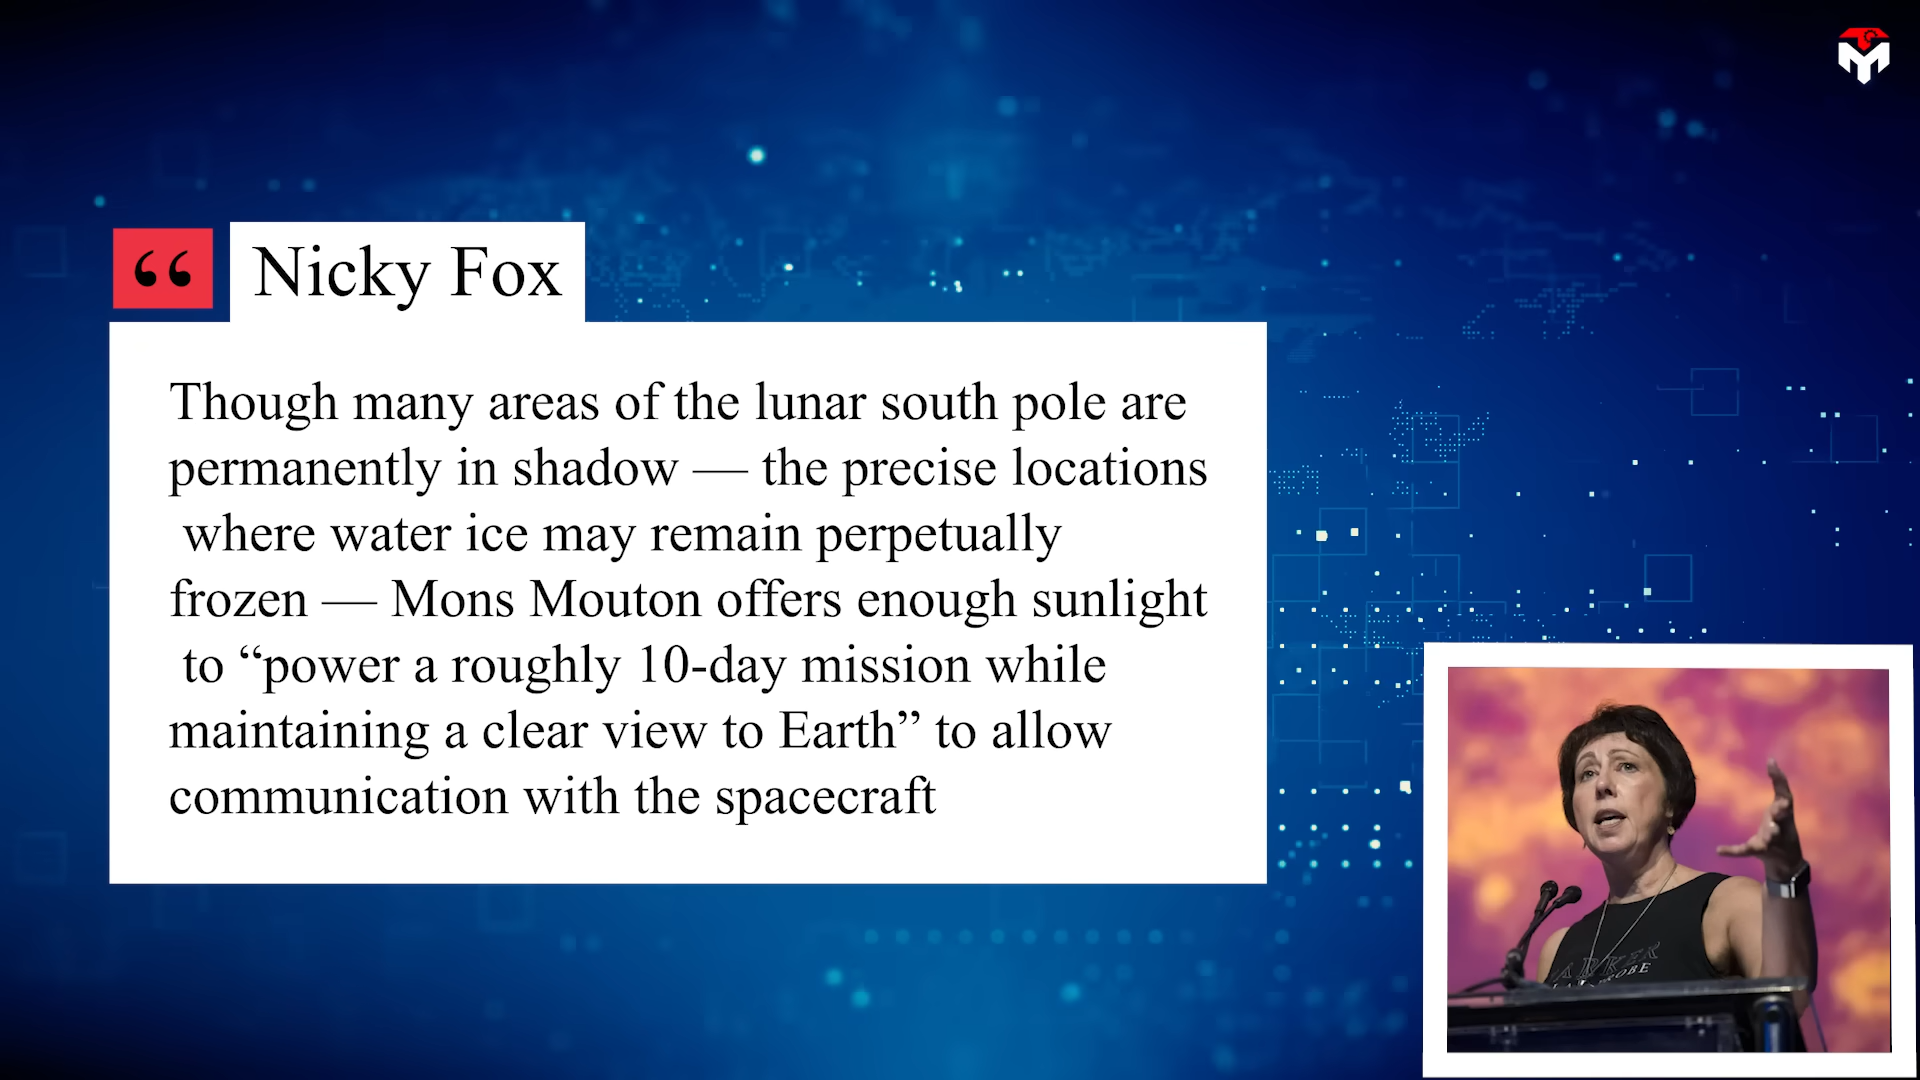 “
Nicky Fox
Though many areas of the lunar south pole are
permanently in shadow — the precise locations
where water ice may remain perpetually
frozen — Mons Mouton offers enough sunlight
to “power a roughly 10-day mission while
maintaining a clear view to Earth” to allow
communication with the spacecraft